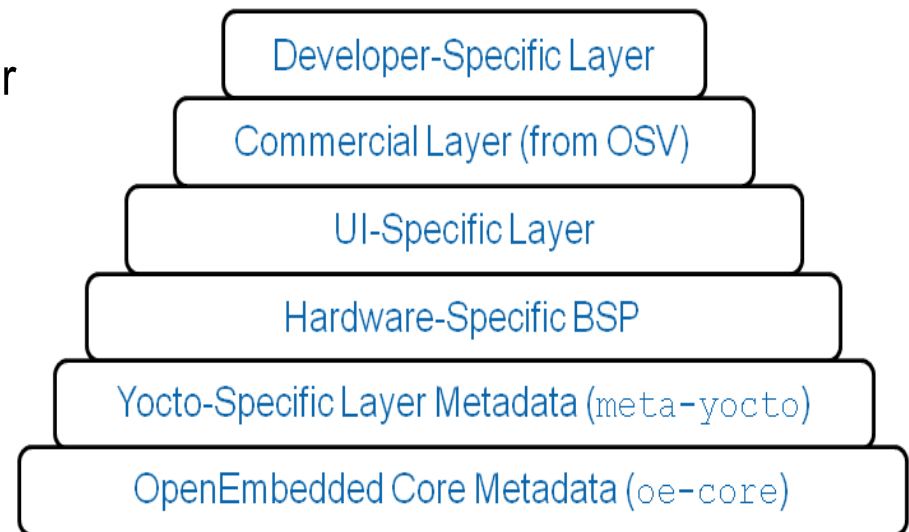 r
Developer-Specific Layer
Commercial Layer (from OSV)
UI-Specific Layer
Hardware-Specific BSP
Yocto-Specific Layer Metadata (meta-yocto)
OpenEmbedded Core Metadata (oe-core)